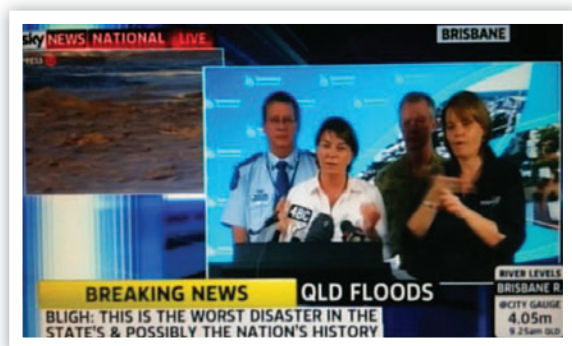 sky NEWS NATIONAL LIVE
BRISBANE
ABC
BREAKING NEWS
QLD FLOODS
BLIGH: THIS IS THE WORST DISASTER IN THE
STATE'S & POSSIBLY THE NATION'S HISTORY
RIVER LEVELS
BRISBANE R.
@CITY GAUGE
4.05m
9.25am QLD